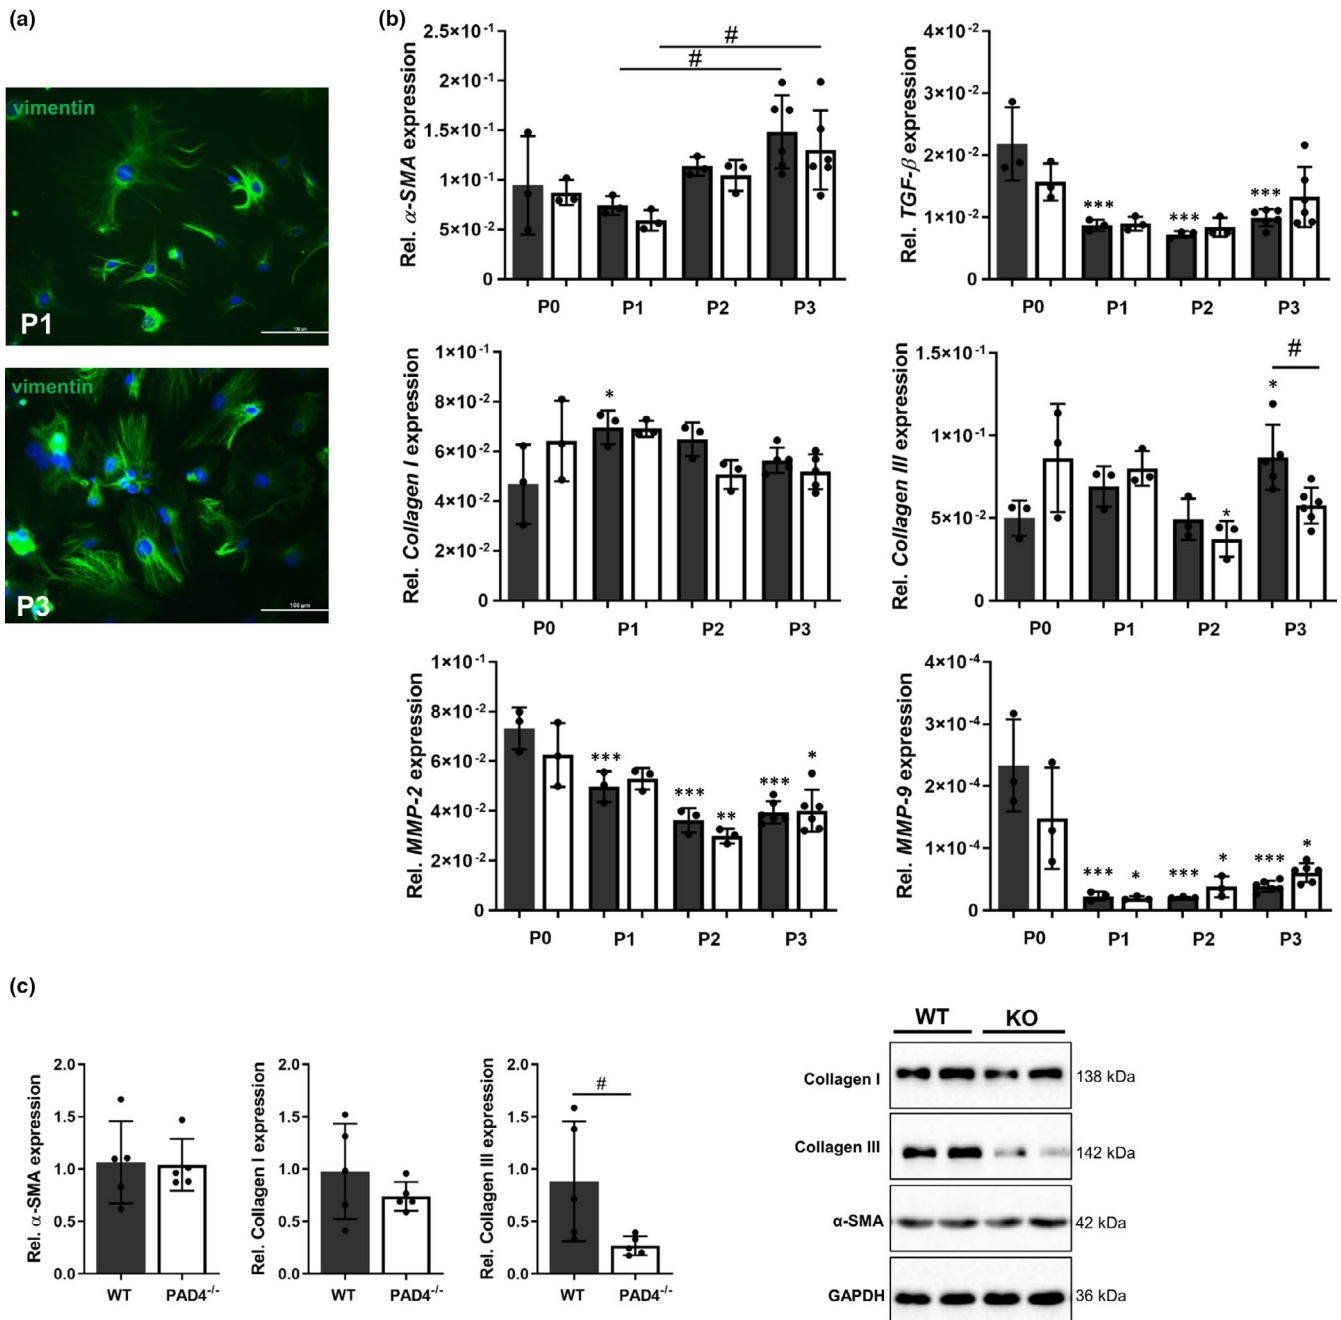 (a)
vimentin
P1
100 µm
vimentin
P3
100 µm
(b)
Rel. α-SMA expression
2.5×10⁻¹
2×10⁻¹
1.5×10⁻¹
1×10⁻¹
5×10⁻²
0
#
#
P0 P1 P2 P3
Rel. TGF-β expression
4×10⁻²
3×10⁻²
2×10⁻²
1×10⁻²
0
*** *** ***
P0 P1 P2 P3
Rel. Collagen I expression
1×10⁻¹
8×10⁻²
6×10⁻²
4×10⁻²
2×10⁻²
0
*
P0 P1 P2 P3
Rel. Collagen III expression
1.5×10⁻¹
1×10⁻¹
5×10⁻²
0
#
* *
P0 P1 P2 P3
Rel. MMP-2 expression
1×10⁻¹
8×10⁻²
6×10⁻²
4×10⁻²
2×10⁻²
0
*** *** ** *** *
P0 P1 P2 P3
Rel. MMP-9 expression
4×10⁻⁴
3×10⁻⁴
2×10⁻⁴
1×10⁻⁴
0
*** * *** * *** *
P0 P1 P2 P3
(c)
Rel. α-SMA expression
2.0
1.5
1.0
0.5
0.0
WT PAD4⁻/⁻
Rel. Collagen I expression
2.0
1.5
1.0
0.5
0.0
WT PAD4⁻/⁻
Rel. Collagen III expression
2.0
1.5
1.0
0.5
0.0
#
WT PAD4⁻/⁻
WT KO
Collagen I 138 kDa
Collagen III 142 kDa
α-SMA 42 kDa
GAPDH 36 kDa